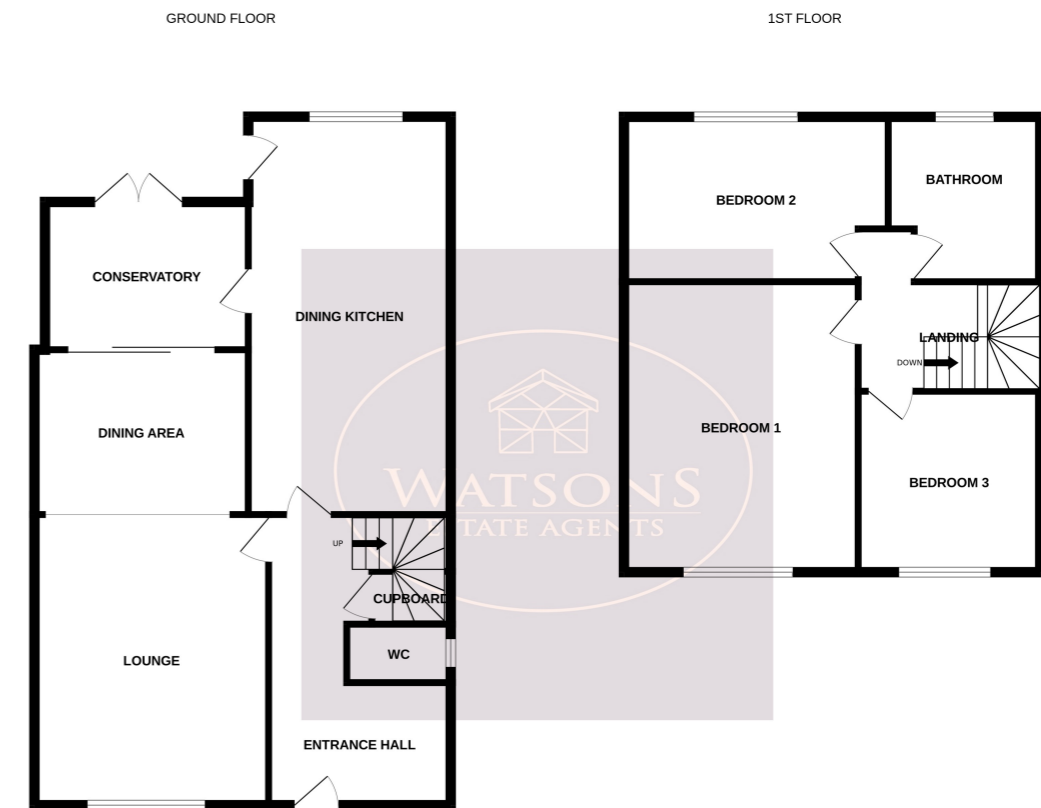 GROUND FLOOR
1ST FLOOR
CONSERVATORY
DINING KITCHEN
DINING AREA
UP
CUPBOARD
LOUNGE
WC
ENTRANCE HALL
BEDROOM 2
BATHROOM
LANDING
DOWN
BEDROOM 1
BEDROOM 3
WATSONS
ESTATE AGENTS